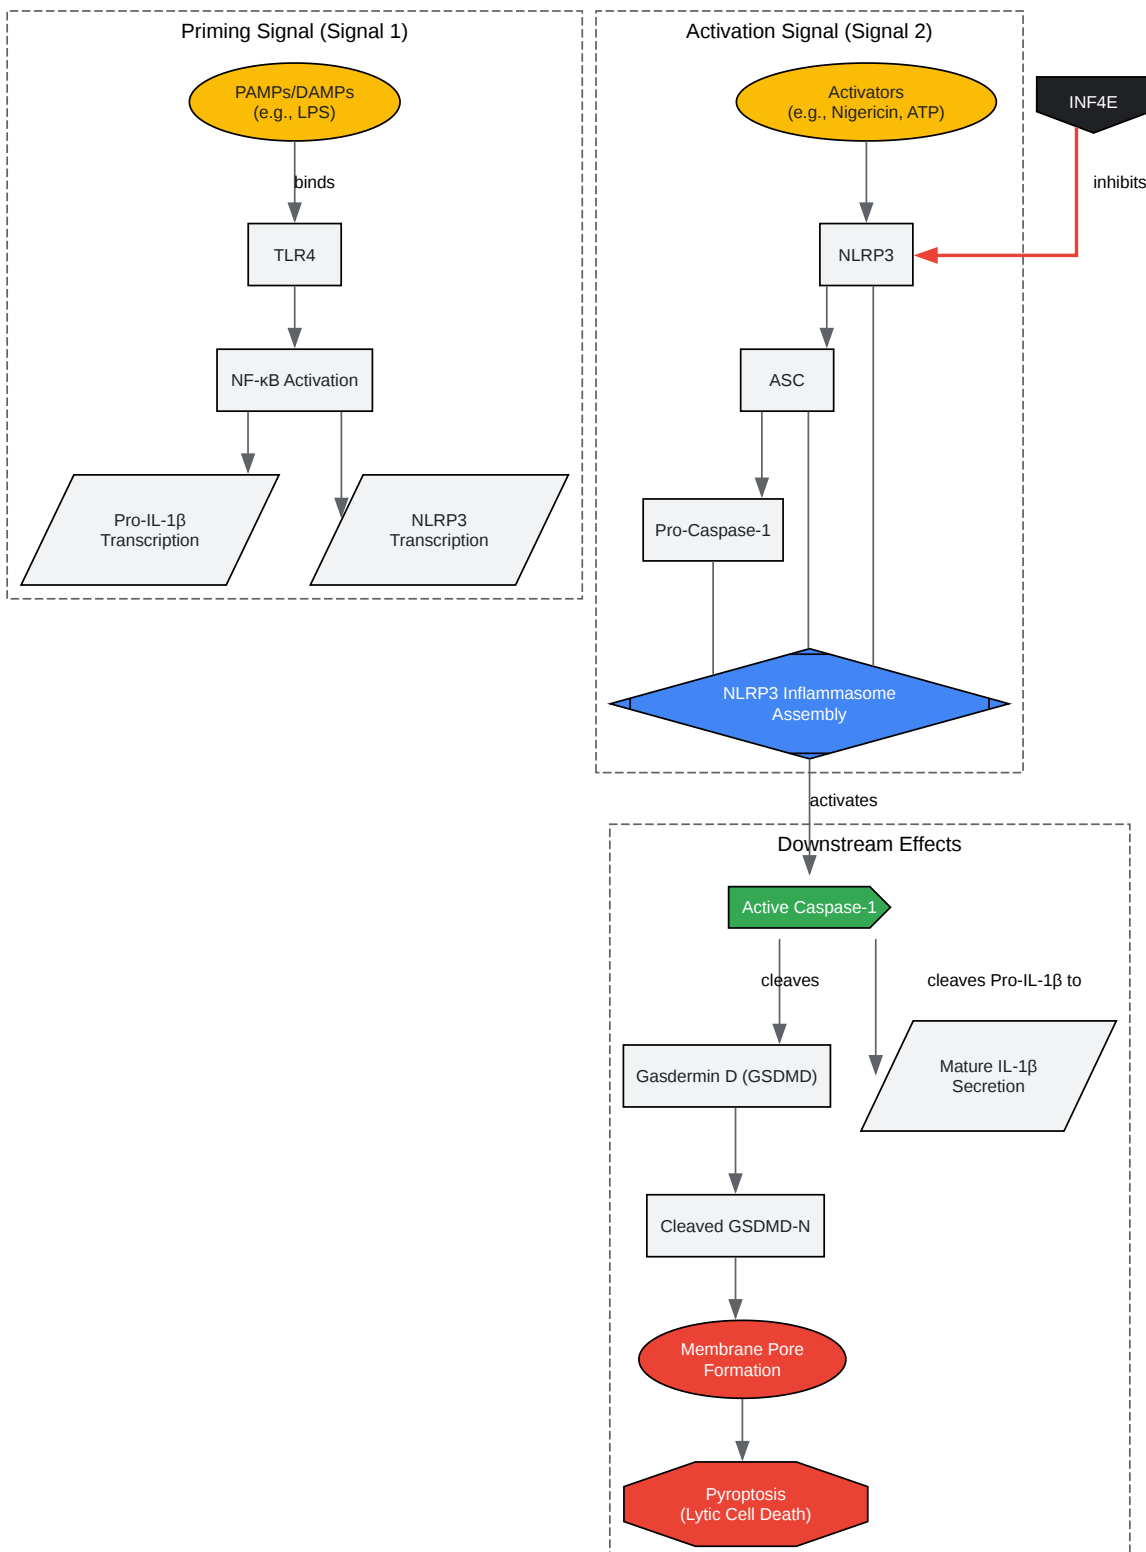 Priming Signal (Signal 1)
PAMPs/DAMPs
(e.g., LPS)
binds
TLR4
NF-κB Activation
Pro-IL-1β
Transcription
NLRP3
Transcription
Activation Signal (Signal 2)
Activators
(e.g., Nigericin, ATP)
INF4E
inhibits
NLRP3
ASC
Pro-Caspase-1
NLRP3 Inflammasome
Assembly
activates
Downstream Effects
Active Caspase-1
cleaves
cleaves Pro-IL-1β to
Gasdermin D (GSDMD)
Mature IL-1β
Secretion
Cleaved GSDMD-N
Membrane Pore
Formation
Pyroptosis
(Lytic Cell Death)